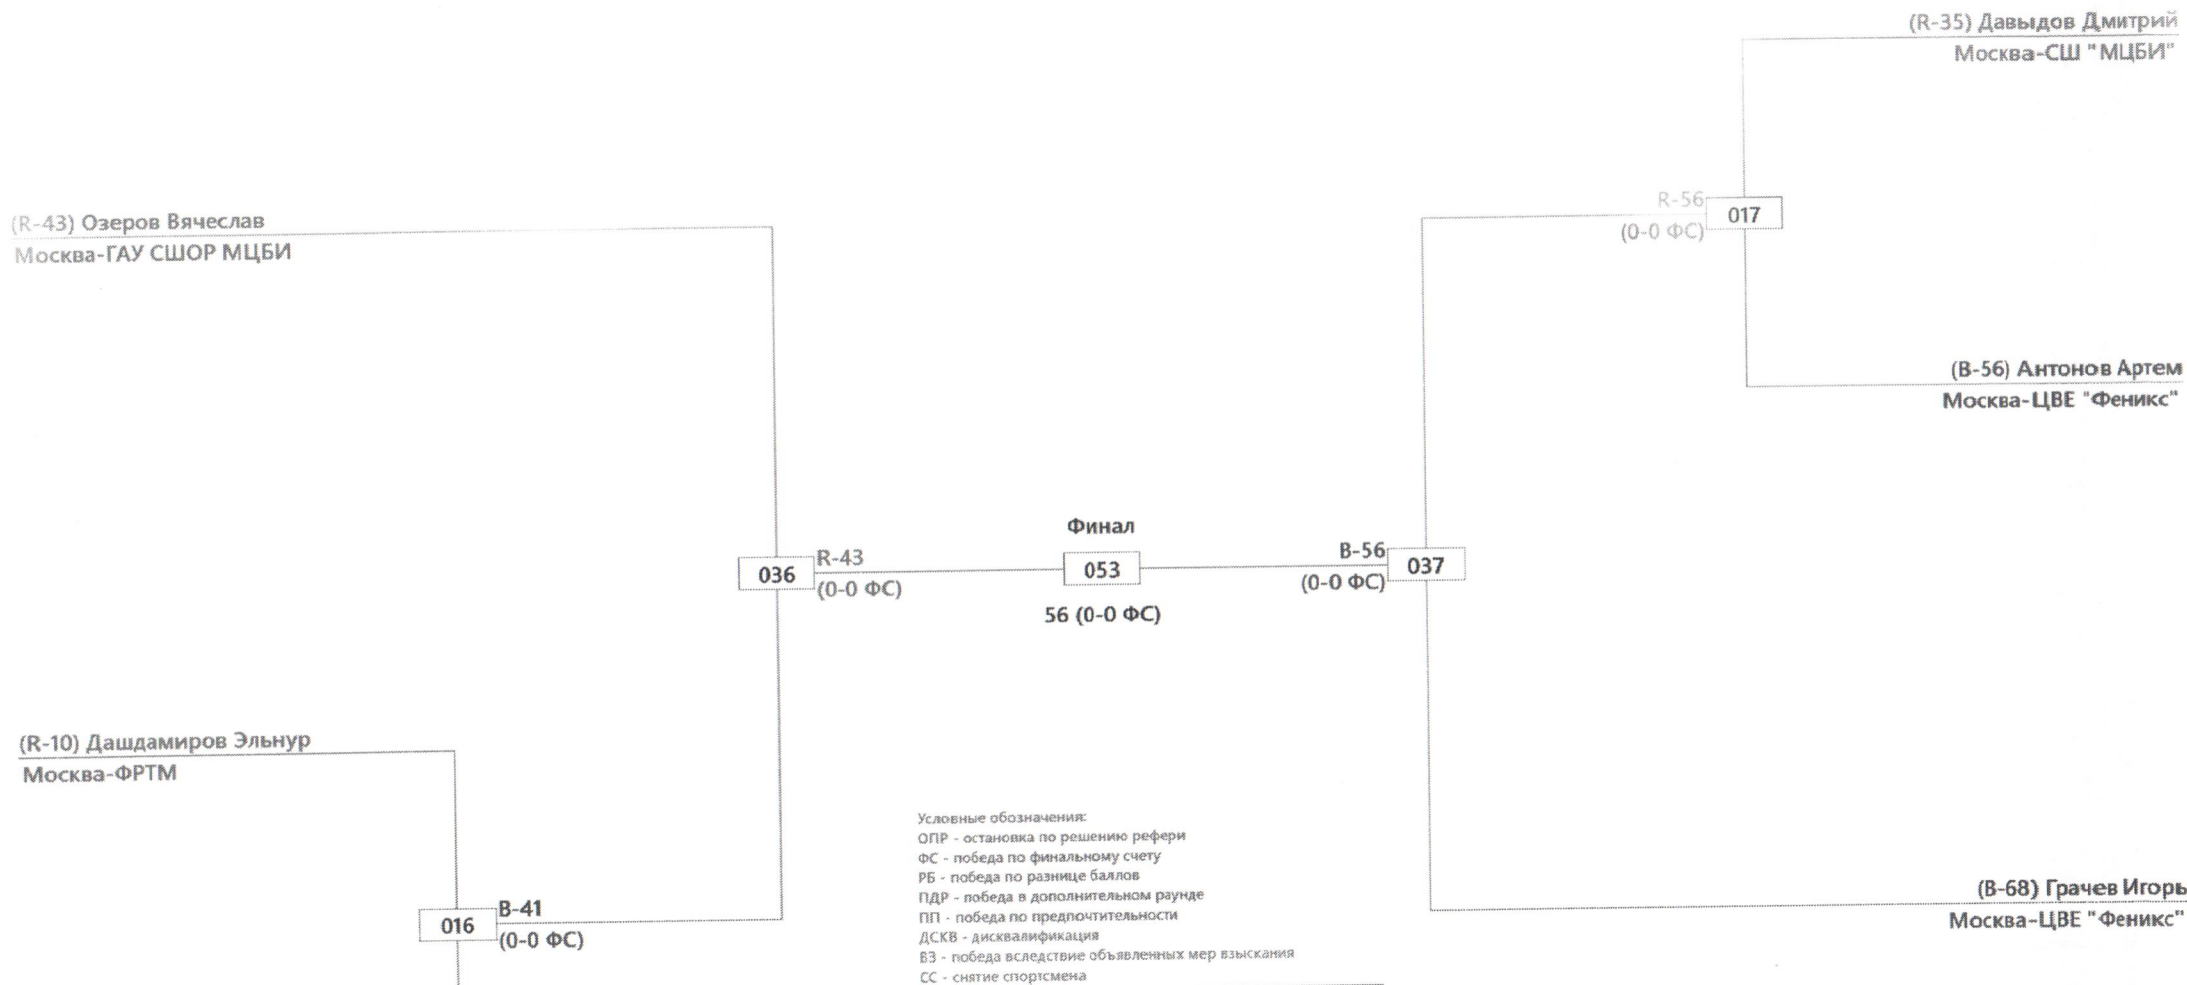 (R-35) Давыдов Дмитрий
Москва-СШ "МЦБИ"
R-56
017
(0-0 ФС)
(R-43) Озеров Вячеслав
Москва-ГАУ СШОР МЦБИ
(B-56) Антонов Артем
Москва-ЦВЕ "Феникс"
Финал
036
R-43
(0-0 ФС)
053
B-56
(0-0 ФС)
037
56 (0-0 ФС)
(R-10) Дашдамиров Эльнур
Москва-ФРТМ
016
B-41
(0-0 ФС)
Условные обозначения:
ОПР - остановка по решению рефери
ФС - победа по финальному счету
РБ - победа по разнице баллов
ПДР - победа в дополнительном раунде
ПП - победа по предпочтительности
ДСКВ - дисквалификация
ВЗ - победа вследствие объявленных мер взыскания
СС - снятие спортсмена
(B-68) Грачев Игорь
Москва-ЦВЕ "Феникс"